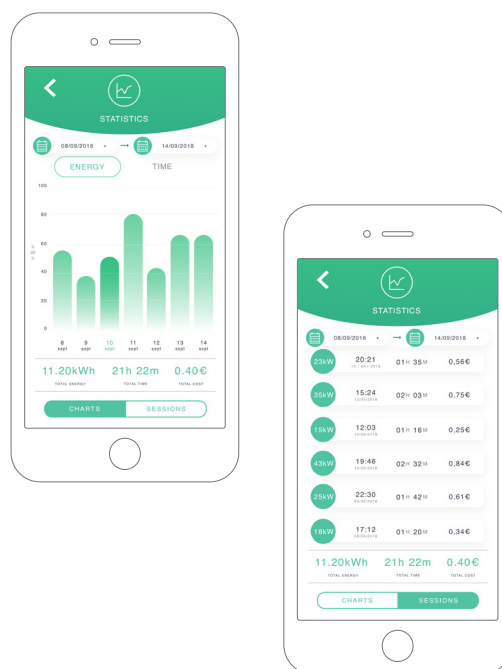 STATISTICS
08/09/2018
14/09/2018
ENERGY
TIME
100
80
60
40
20
0
8 9 10 11 12 13 14
sept sept sept sept sept sept sept
11.20kWh 21h 22m 0.40€
TOTAL ENERGY TOTAL TIME TOTAL COST
CHARTS SESSIONS
STATISTICS
08/09/2018
14/09/2018
23kW 20:21 01H 35M 0,56€
35kW 15:24 02H 03M 0,75€
15kW 12:03 01H 16M 0,25€
43kW 19:46 02H 32M 0,84€
25kW 22:30 01H 42M 0,61€
18kW 17:12 01H 20M 0,34€
11.20kWh 21h 22m 0.40€
TOTAL ENERGY TOTAL TIME TOTAL COST
CHARTS SESSIONS